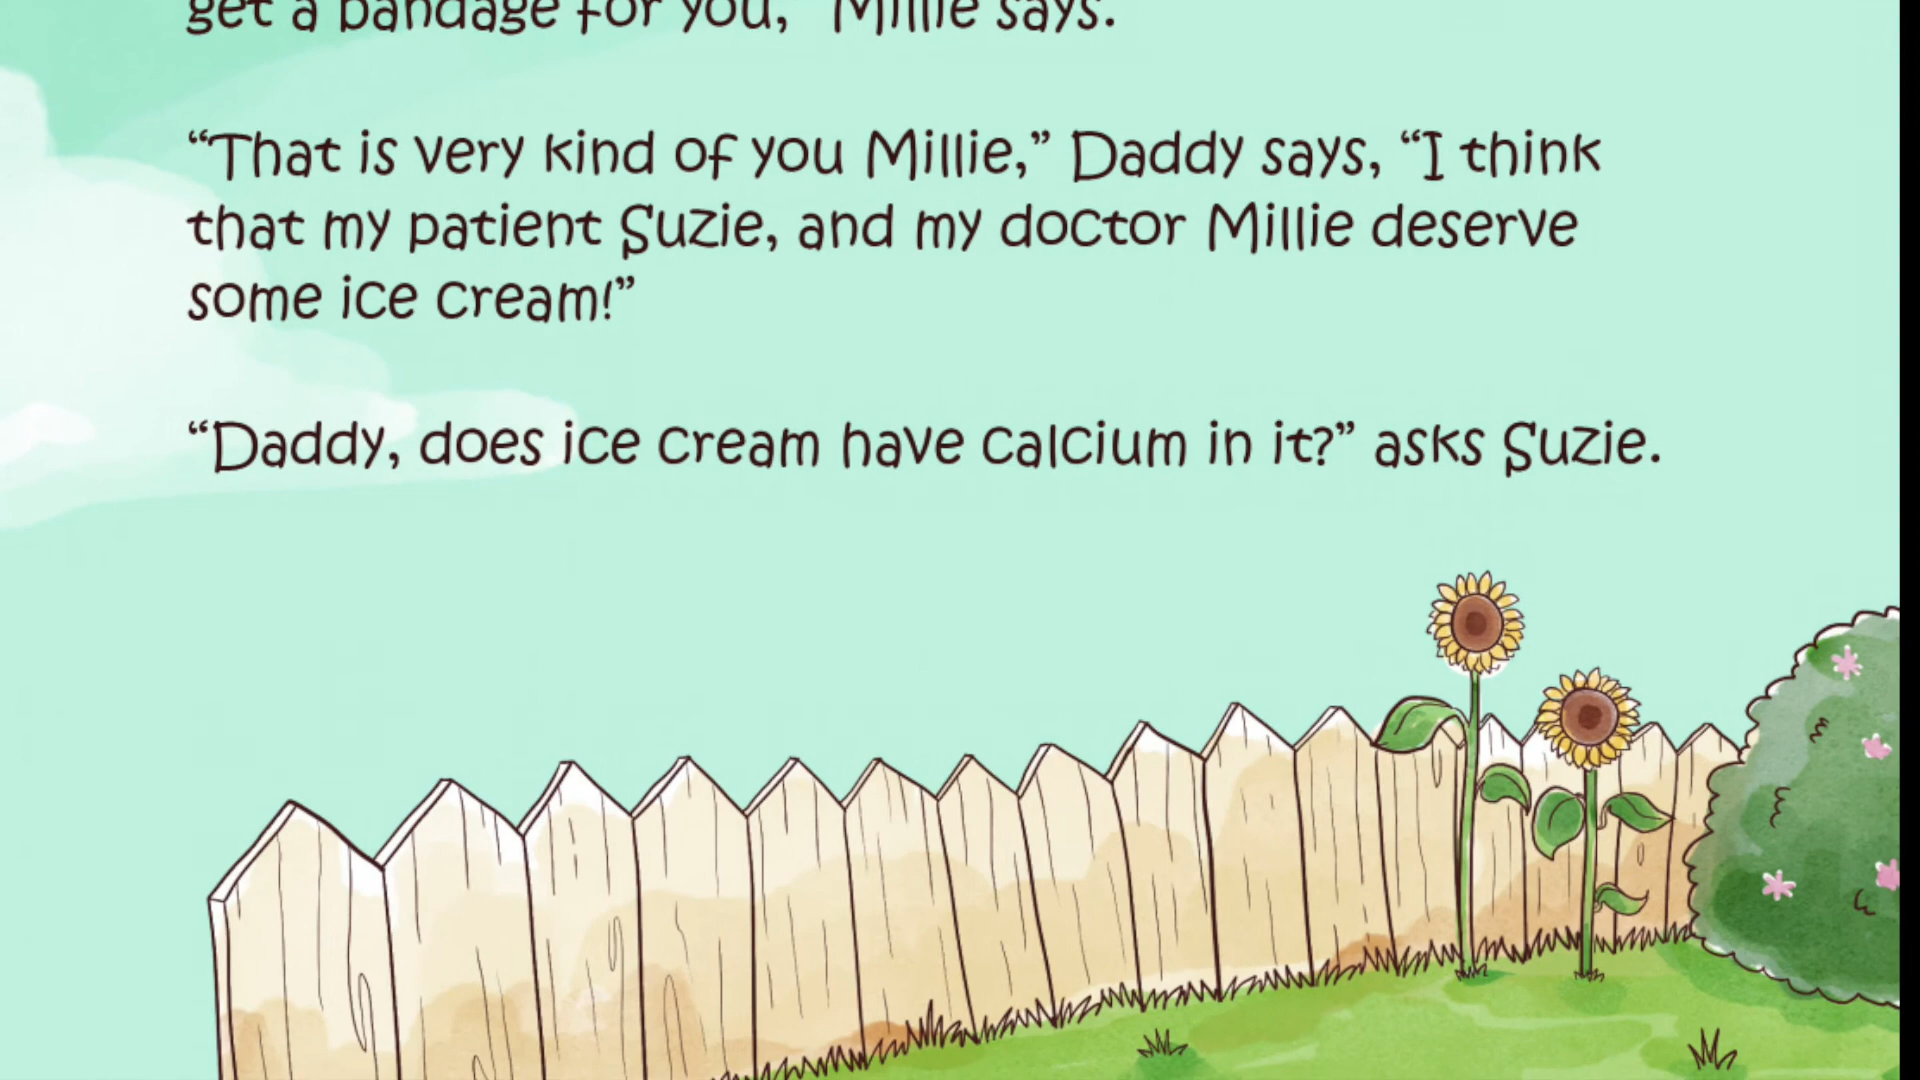 get a bandage for you," Millie says.
“That is very kind of you Millie,” Daddy says, “I think
that my patient Suzie, and my doctor Millie deserve
some ice cream!”
“Daddy, does ice cream have calcium in it?” asks Suzie.